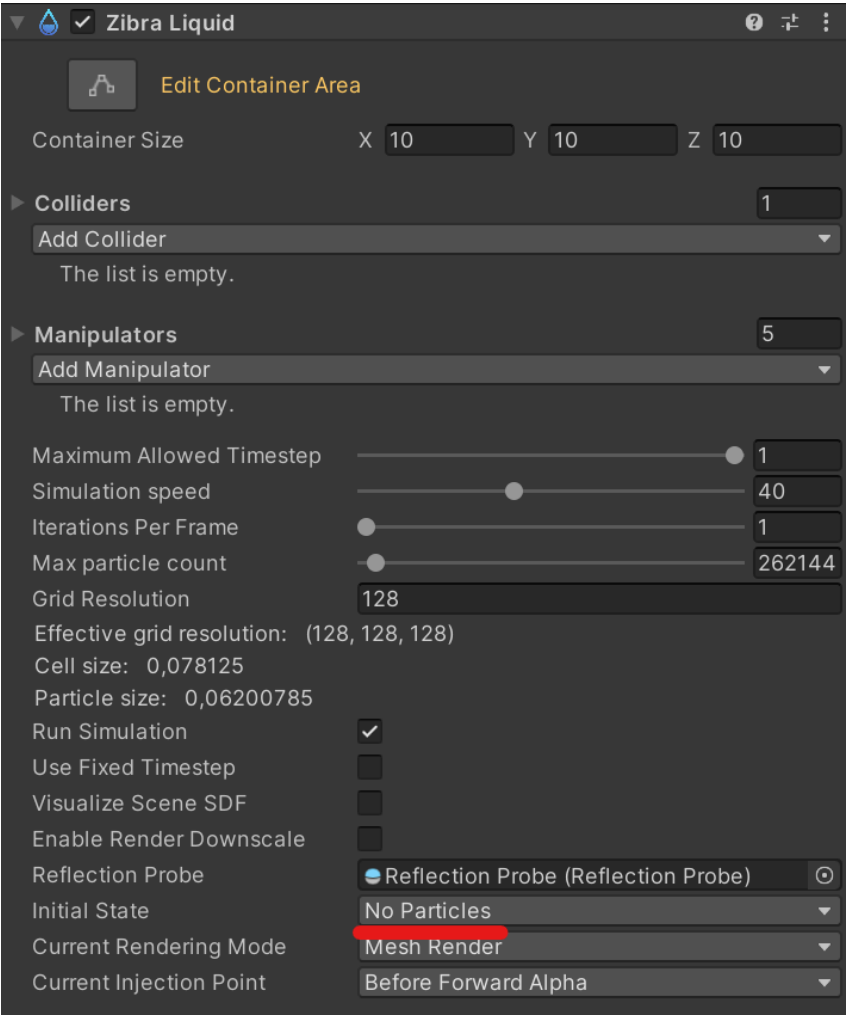 Zibra Liquid
Edit Container Area
Container Size X 10 Y 10 Z 10
Colliders 1
Add Collider
The list is empty.
Manipulators 5
Add Manipulator
The list is empty.
Maximum Allowed Timestep 1
Simulation speed 40
Iterations Per Frame 1
Max particle count 262144
Grid Resolution 128
Effective grid resolution: (128, 128, 128)
Cell size: 0,078125
Particle size: 0,06200785
Run Simulation
Use Fixed Timestep
Visualize Scene SDF
Enable Render Downscale
Reflection Probe Reflection Probe (Reflection Probe)
Initial State No Particles
Current Rendering Mode Mesh Render
Current Injection Point Before Forward Alpha